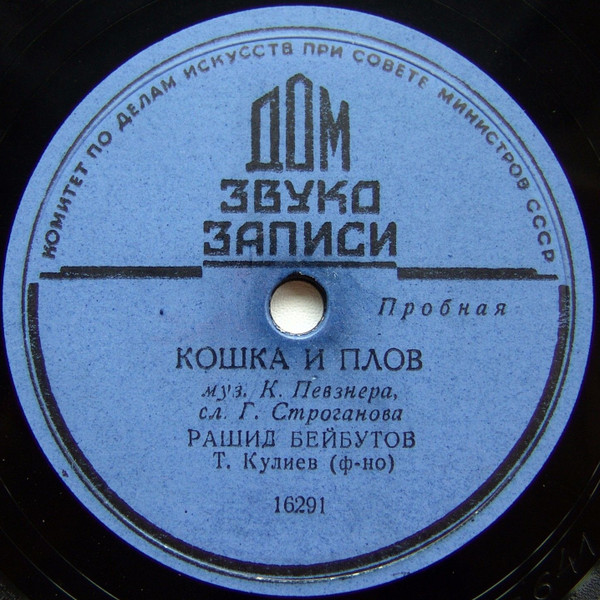 КОМИТЕТ ПО ДЕЛАМ ИСКУССТВ ПРИ СОВЕТЕ МИНИСТРОВ СССР
ДОМ
ЗВУКО
ЗАПИСИ
Пробная
КОШКА И ПЛОВ
муз. К. Певзнера,
сл. Г. Строганова
РАШИД БЕЙБУТОВ
Т. Кулиев (ф-но)
16291